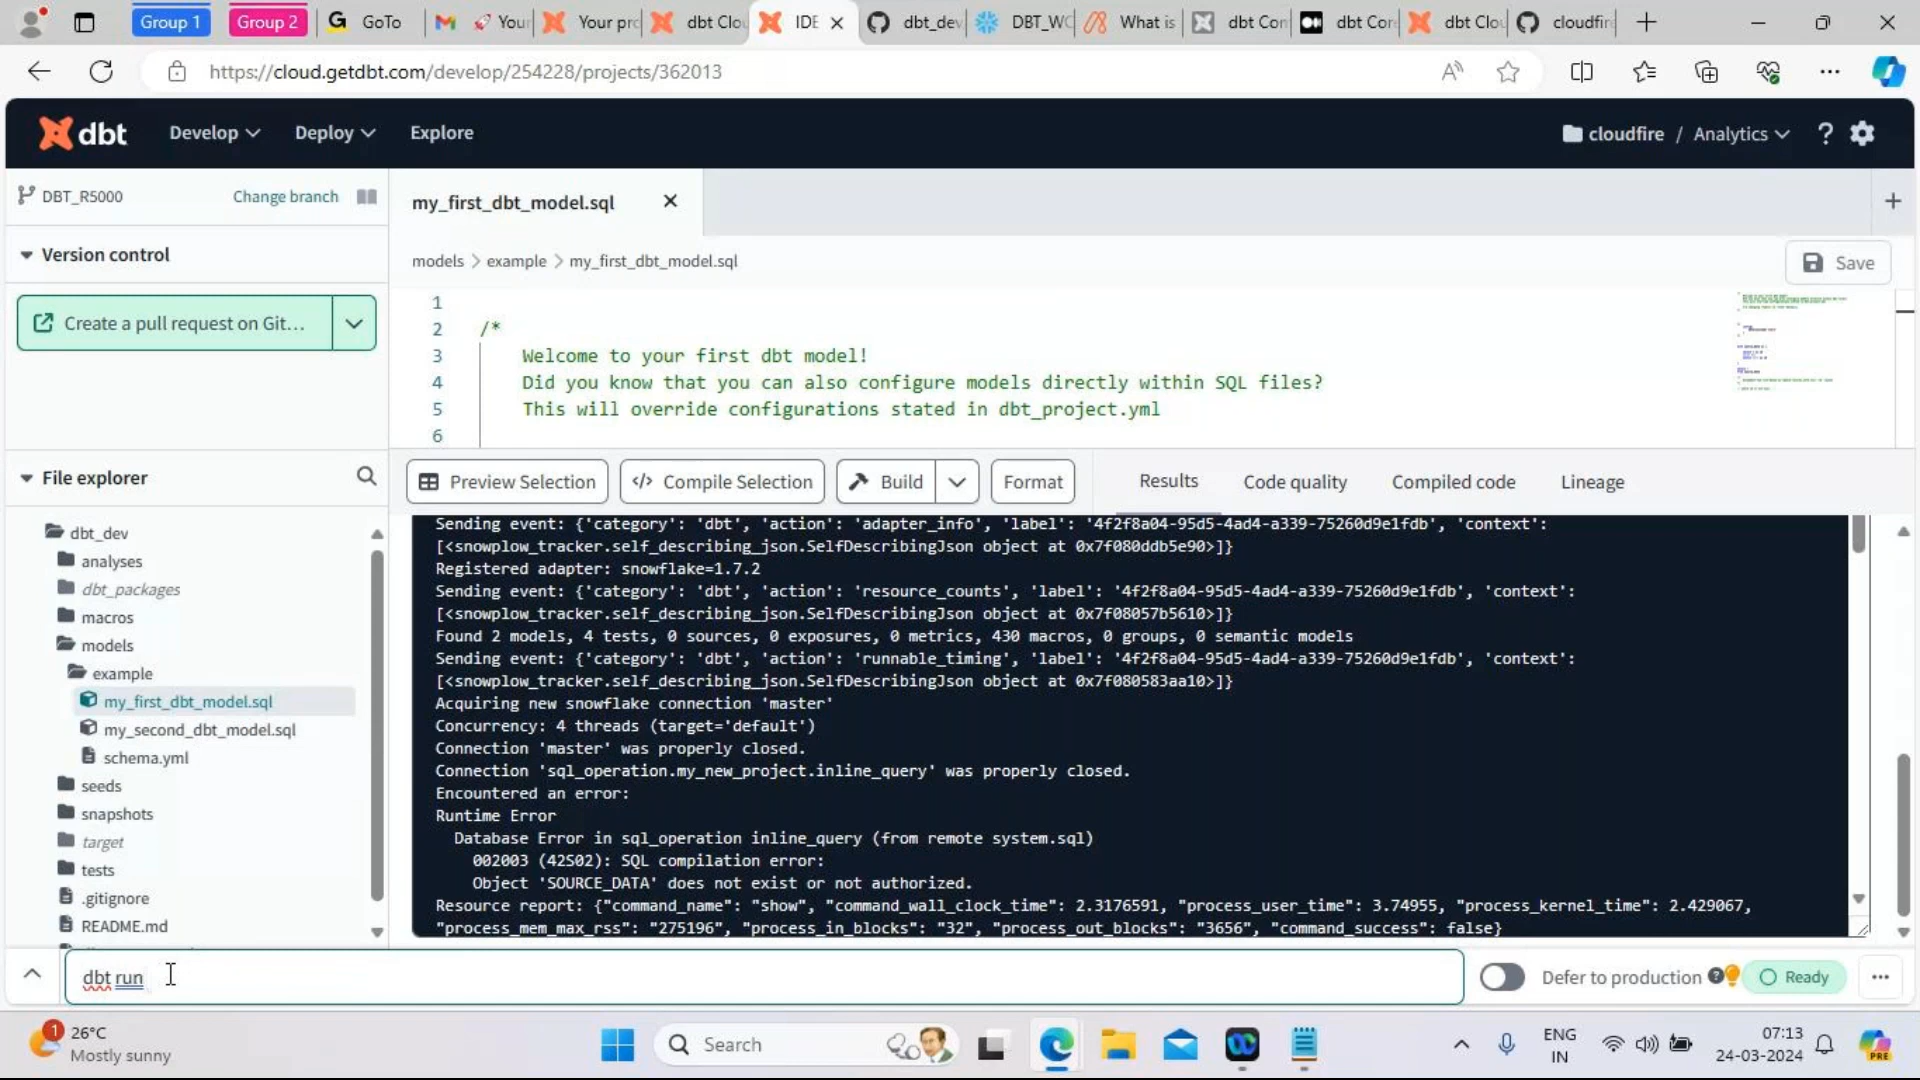 Group 1
Group 2
GoTo
Your
Your pro
dbt Clou
IDE
dbt_dev
DBT_WO
What is
dbt Con
dbt Core
dbt Clou
cloudfire
https://cloud.getdbt.com/develop/254228/projects/362013
dbt
Develop
Deploy
Explore
cloudfire / Analytics
?
DBT_R5000
Change branch
my_first_dbt_model.sql
Version control
models > example > my_first_dbt_model.sql
Save
Create a pull request on Git...
1
2 /*
3 Welcome to your first dbt model!
4 Did you know that you can also configure models directly within SQL files?
5 This will override configurations stated in dbt_project.yml
6
File explorer
Preview Selection
</> Compile Selection
Build
Format
Results
Code quality
Compiled code
Lineage
dbt_dev
analyses
dbt_packages
macros
models
example
my_first_dbt_model.sql
my_second_dbt_model.sql
schema.yml
seeds
snapshots
target
tests
.gitignore
README.md
Sending event: {'category': 'dbt', 'action': 'adapter_info', 'label': '4f2f8a04-95d5-4ad4-a339-75260d9e1fdb', 'context':
[<snowplow_tracker.self_describing_json.SelfDescribingJson object at 0x7f080ddb5e90>]}
Registered adapter: snowflake=1.7.2
Sending event: {'category': 'dbt', 'action': 'resource_counts', 'label': '4f2f8a04-95d5-4ad4-a339-75260d9e1fdb', 'context':
[<snowplow_tracker.self_describing_json.SelfDescribingJson object at 0x7f08057b5610>]}
Found 2 models, 4 tests, 0 sources, 0 exposures, 0 metrics, 430 macros, 0 groups, 0 semantic models
Sending event: {'category': 'dbt', 'action': 'runnable_timing', 'label': '4f2f8a04-95d5-4ad4-a339-75260d9e1fdb', 'context':
[<snowplow_tracker.self_describing_json.SelfDescribingJson object at 0x7f080583aa10>]}
Acquiring new snowflake connection 'master'
Concurrency: 4 threads (target='default')
Connection 'master' was properly closed.
Connection 'sql_operation.my_new_project.inline_query' was properly closed.
Encountered an error:
Runtime Error
Database Error in sql_operation inline_query (from remote system.sql)
002003 (42S02): SQL compilation error:
Object 'SOURCE_DATA' does not exist or not authorized.
Resource report: {"command_name": "show", "command_wall_clock_time": 2.3176591, "process_user_time": 3.74955, "process_kernel_time": 2.429067,
"process_mem_max_rss": "275196", "process_in_blocks": "32", "process_out_blocks": "3656", "command_success": false}
dbt run
Defer to production
Ready
1
26°C
Mostly sunny
Search
ENG
IN
07:13
24-03-2024
PRE